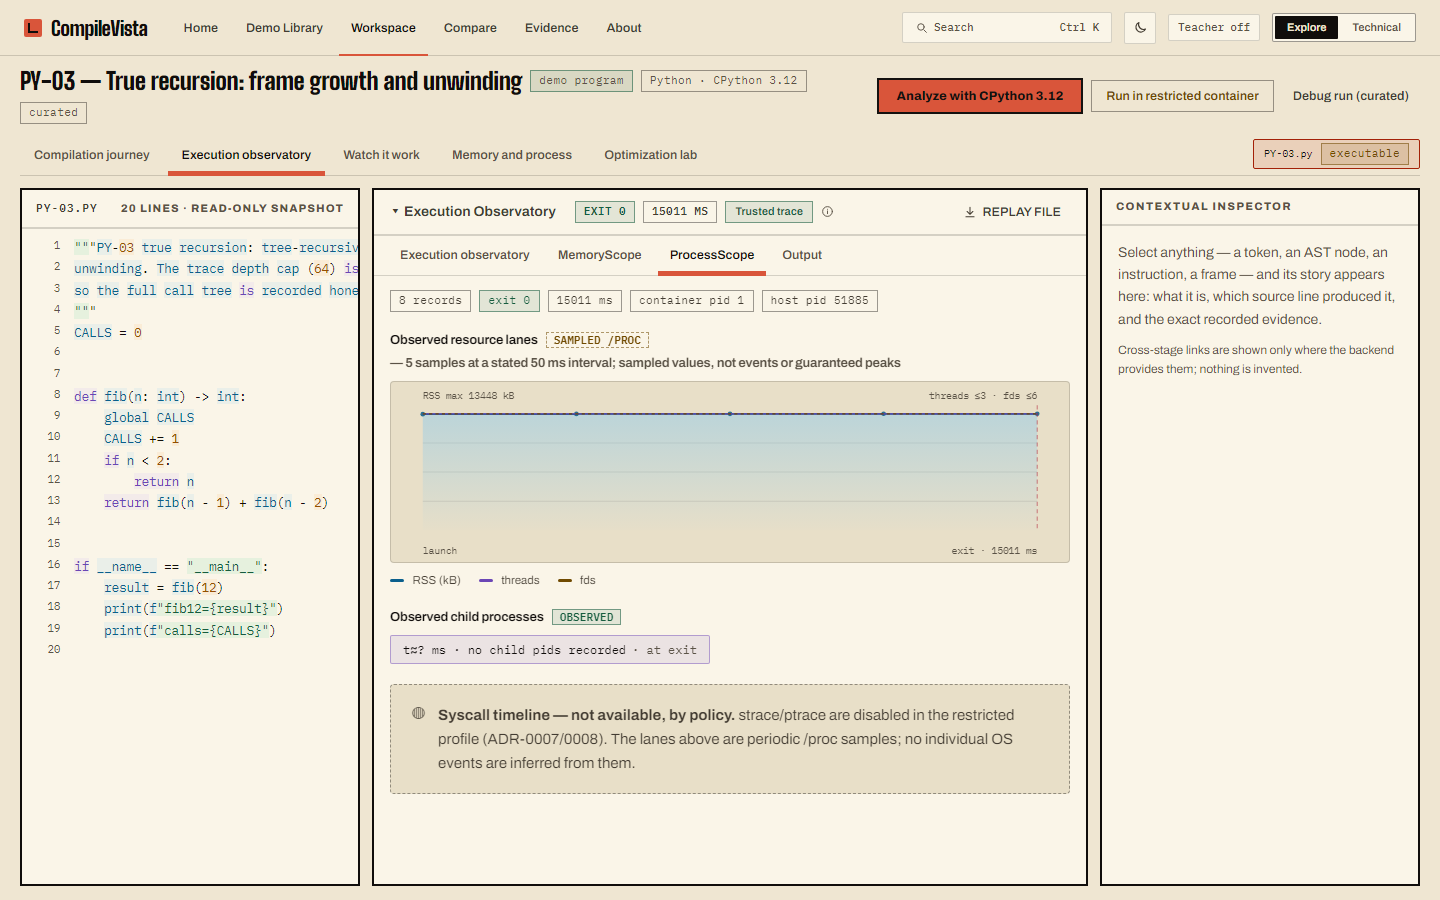 CompileVista
Home
Demo Library
Workspace
Compare
Evidence
About
Search
Ctrl K
Teacher off
Explore
Technical
PY-03 — True recursion: frame growth and unwinding
demo program
Python · CPython 3.12
curated
Analyze with CPython 3.12
Run in restricted container
Debug run (curated)
Compilation journey
Execution observatory
Watch it work
Memory and process
Optimization lab
PY-03.py
executable
PY-03.PY
20 LINES · READ-ONLY SNAPSHOT
1 """PY-03 true recursion: tree-recursiv
2 unwinding. The trace depth cap (64) is
3 so the full call tree is recorded hone
4 """
5 CALLS = 0
6
7
8 def fib(n: int) -> int:
9     global CALLS
10     CALLS += 1
11     if n < 2:
12         return n
13     return fib(n - 1) + fib(n - 2)
14
15
16 if __name__ == "__main__":
17     result = fib(12)
18     print(f"fib12={result}")
19     print(f"calls={CALLS}")
20
Execution Observatory
EXIT 0
15011 MS
Trusted trace
REPLAY FILE
Execution observatory
MemoryScope
ProcessScope
Output
8 records
exit 0
15011 ms
container pid 1
host pid 51885
Observed resource lanes
SAMPLED /PROC
— 5 samples at a stated 50 ms interval; sampled values, not events or guaranteed peaks
RSS max 13448 kB
threads ≤3 · fds ≤6
launch
exit · 15011 ms
RSS (kB)
threads
fds
Observed child processes
OBSERVED
t≈? ms · no child pids recorded · at exit
Syscall timeline — not available, by policy. strace/ptrace are disabled in the restricted
profile (ADR-0007/0008). The lanes above are periodic /proc samples; no individual OS
events are inferred from them.
CONTEXTUAL INSPECTOR
Select anything — a token, an AST node, an
instruction, a frame — and its story appears
here: what it is, which source line produced it,
and the exact recorded evidence.
Cross-stage links are shown only where the backend
provides them; nothing is invented.